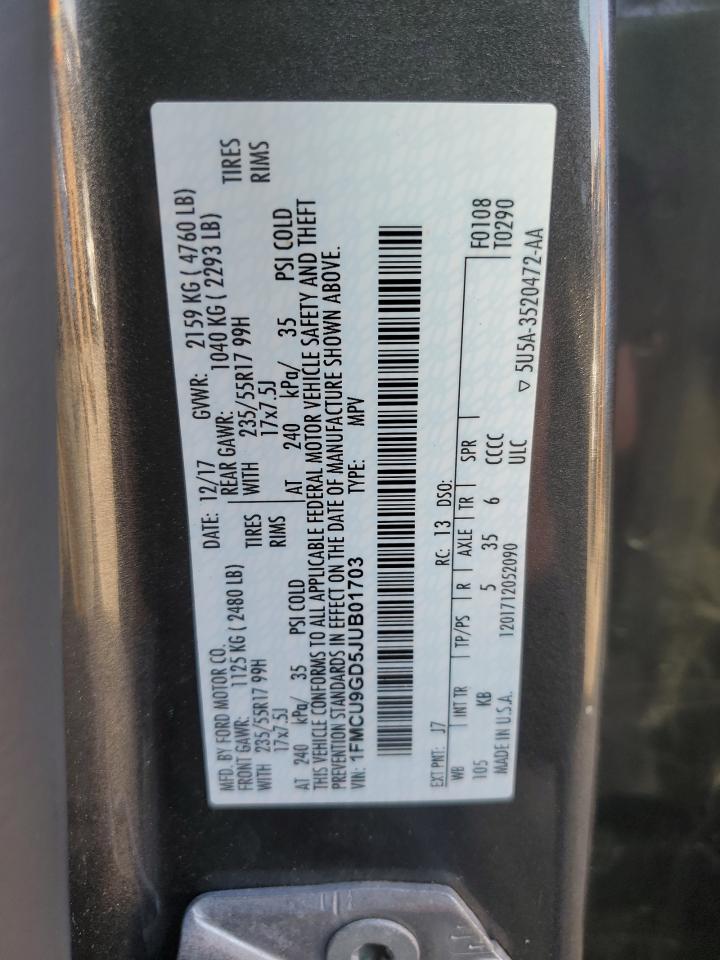 MFD. BY FORD MOTOR CO. DATE: 12/17 GVWR: 2159 KG ( 4760 LB)
FRONT GAWR: 1125 KG ( 2480 LB) REAR GAWR: 1040 KG ( 2293 LB)
WITH 235/55R17 99H TIRES WITH 235/55R17 99H TIRES
17x7.5J RIMS 17x7.5J RIMS
AT 240 kPa/ 35 PSI COLD AT 240 kPa/ 35 PSI COLD
THIS VEHICLE CONFORMS TO ALL APPLICABLE FEDERAL MOTOR VEHICLE SAFETY AND THEFT
PREVENTION STANDARDS IN EFFECT ON THE DATE OF MANUFACTURE SHOWN ABOVE.
VIN: 1FMCU9GD5JUB01703 TYPE: MPV
EXT PNT: J7 RC: 13 DSO:
WB INT TR TP/PS R AXLE TR SPR F0108
105 KB 5 35 6 CCCC T0290
MADE IN U.S.A. 1201712052090 ULC ▽ 5U5A-3520472-AA